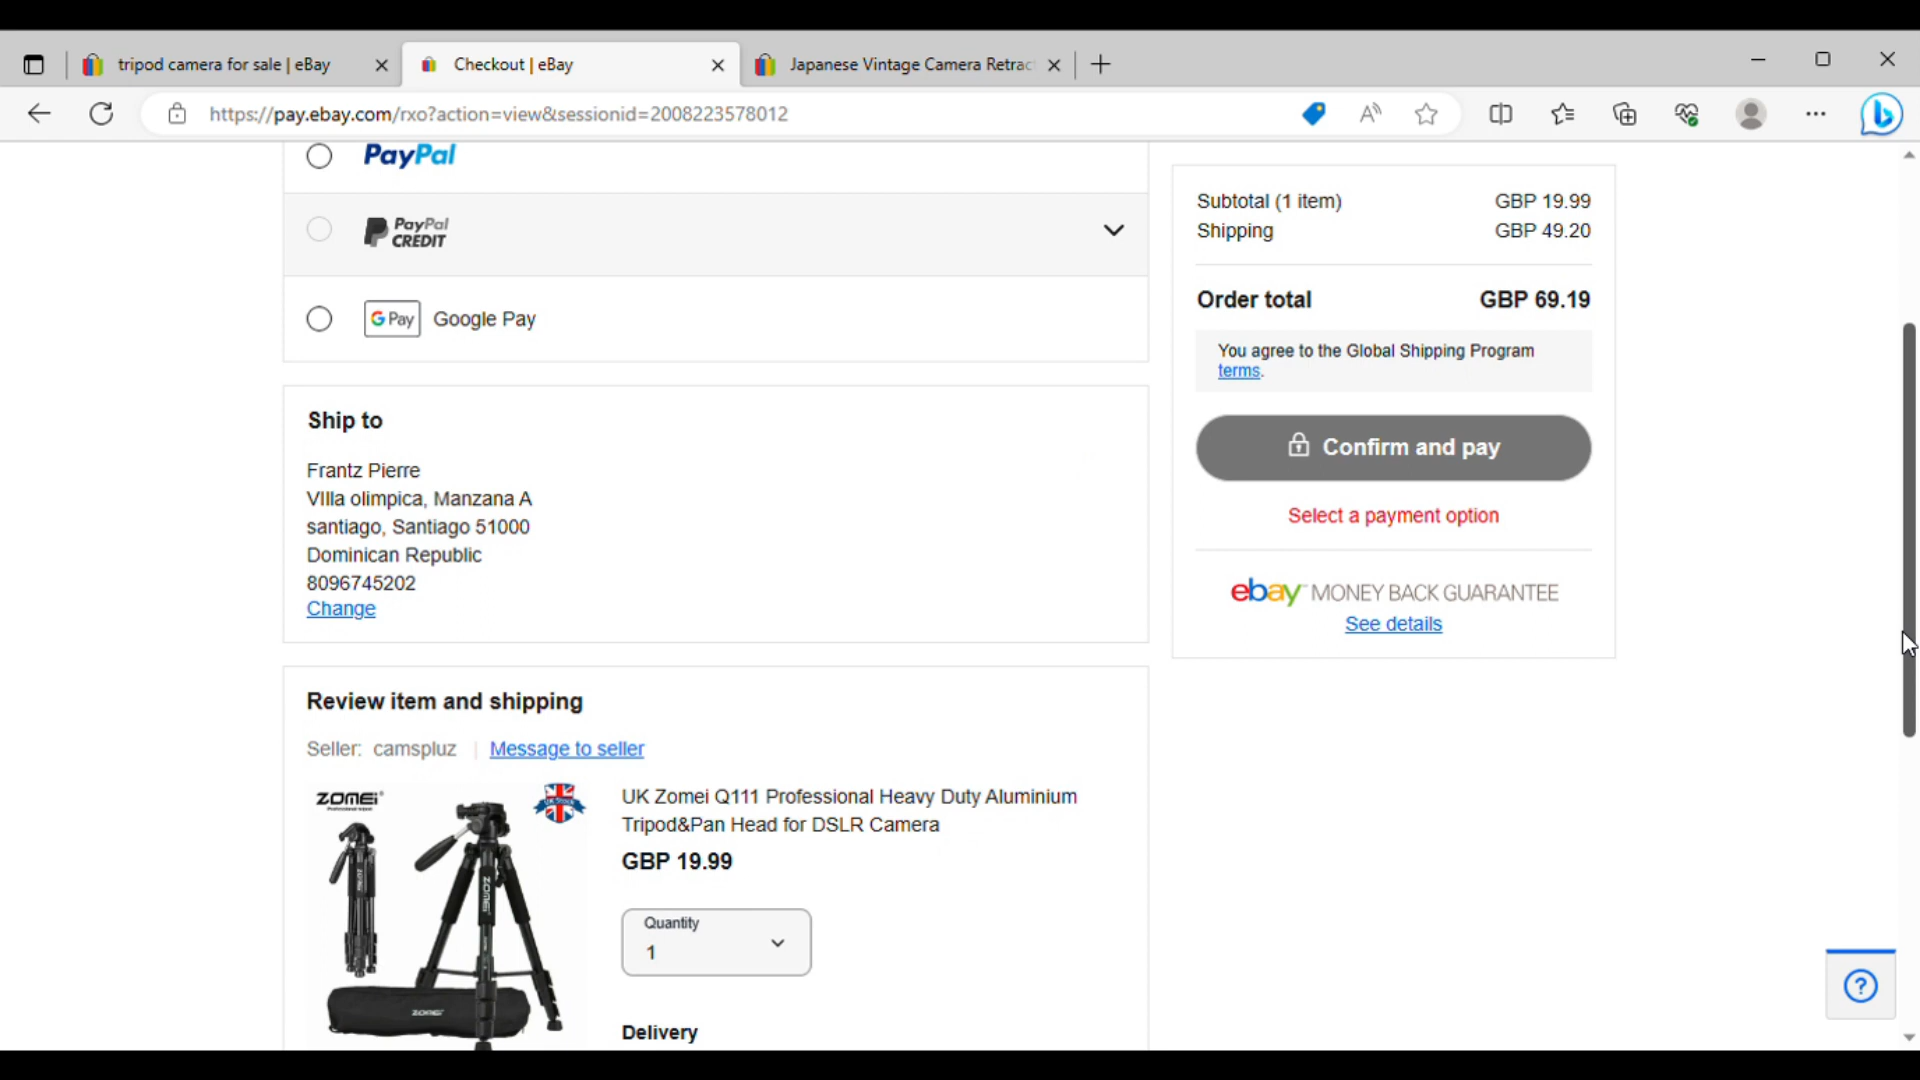 tripod camera for sale | eBay
Checkout | eBay
Japanese Vintage Camera Retrac
https://pay.ebay.com/rxo?action=view&sessionid=2008223578012
PayPal
PayPal
CREDIT
G Pay Google Pay
Ship to
Frantz Pierre
VIlla olimpica, Manzana A
santiago, Santiago 51000
Dominican Republic
8096745202
Change
Review item and shipping
Seller: camspluz | Message to seller
ZOMEI
UK Zomei Q111 Professional Heavy Duty Aluminium
Tripod&Pan Head for DSLR Camera
GBP 19.99
Quantity
1
ZOMEI
ZOMEI
Delivery
Subtotal (1 item) GBP 19.99
Shipping GBP 49.20
Order total GBP 69.19
You agree to the Global Shipping Program
terms.
Confirm and pay
Select a payment option
ebay MONEY BACK GUARANTEE
See details